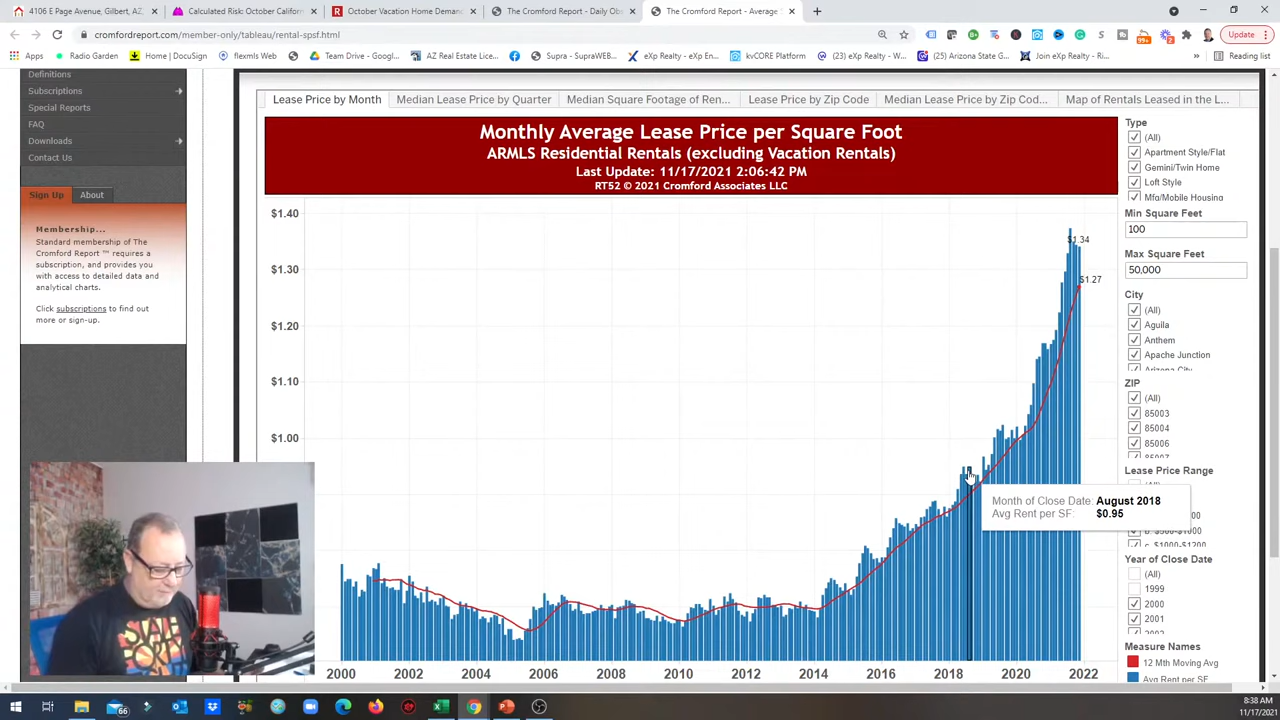 4106 E Page Avenue, Gilbert, AZ,
Calculated Risk: October Californ
October Vacation Home Demand
The Cromford Report - Daily Obs
The Cromford Report - Average S
cromfordreport.com/member-only/tableau/rental-spsf.html
Update
Apps
Radio Garden
Home | DocuSign
flexmls Web
Team Drive - Googl...
AZ Real Estate Lice...
Supra - SupraWEB...
eXp Realty - eXp En...
kvCORE Platform
(23) eXp Realty - W...
(25) Arizona State G...
Join eXp Realty - Ri...
Reading list
Definitions
Subscriptions
Special Reports
FAQ
Downloads
Contact Us
Sign Up
About
Membership...
Standard membership of The
Cromford Report ™ requires a
subscription, and provides you
with access to detailed data and
analytical charts.
Click subscriptions to find out
more or sign-up.
Lease Price by Month
Median Lease Price by Quarter
Median Square Footage of Ren...
Lease Price by Zip Code
Median Lease Price by Zip Cod...
Map of Rentals Leased in the L...
Monthly Average Lease Price per Square Foot
ARMLS Residential Rentals (excluding Vacation Rentals)
Last Update: 11/17/2021 2:06:42 PM
RT52 © 2021 Cromford Associates LLC
$1.40
$1.30
$1.20
$1.10
$1.00
$1.34
$1.27
Month of Close Date: August 2018
Avg Rent per SF: $0.95
2000
2002
2004
2006
2008
2010
2012
2014
2016
2018
2020
2022
Type
(All)
Apartment Style/Flat
Gemini/Twin Home
Loft Style
Mfg/Mobile Housing
Min Square Feet
100
Max Square Feet
50,000
City
(All)
Aguila
Anthem
Apache Junction
Arizona City
ZIP
(All)
85003
85004
85006
85007
Lease Price Range
c. $1000-$1200
Year of Close Date
(All)
1999
2000
2001
2002
Measure Names
12 Mth Moving Avg
Avg Rent per SF
66
8:38 AM
11/17/2021